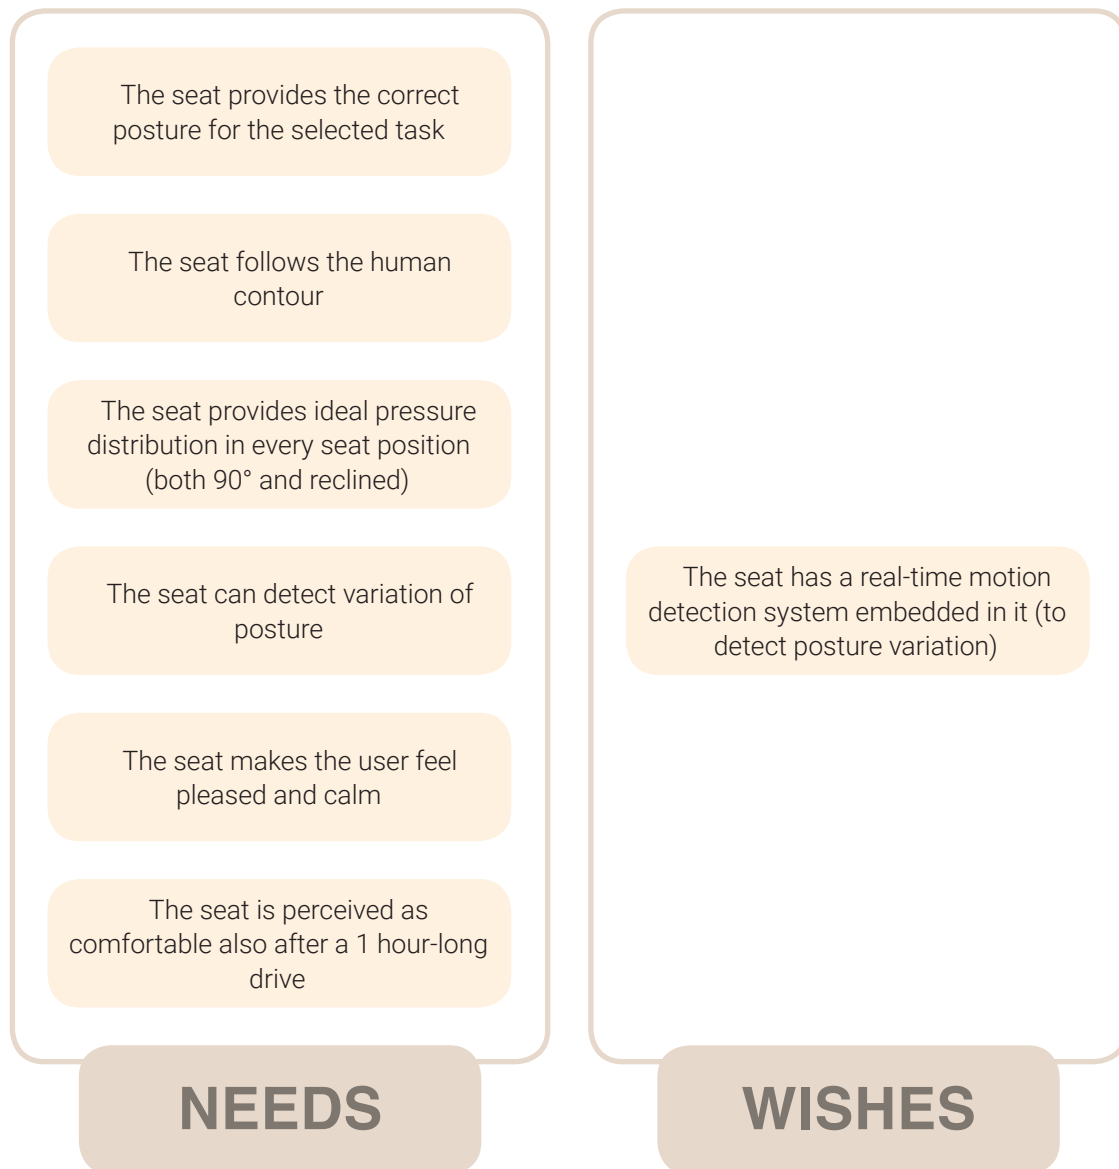 The seat provides the correct
posture for the selected task
The seat follows the human
contour
The seat provides ideal pressure
distribution in every seat position
(both 90° and reclined)
The seat can detect variation of
posture
The seat makes the user feel
pleased and calm
The seat is perceived as
comfortable also after a 1 hour-long
drive
NEEDS
The seat has a real-time motion
detection system embedded in it (to
detect posture variation)
WISHES